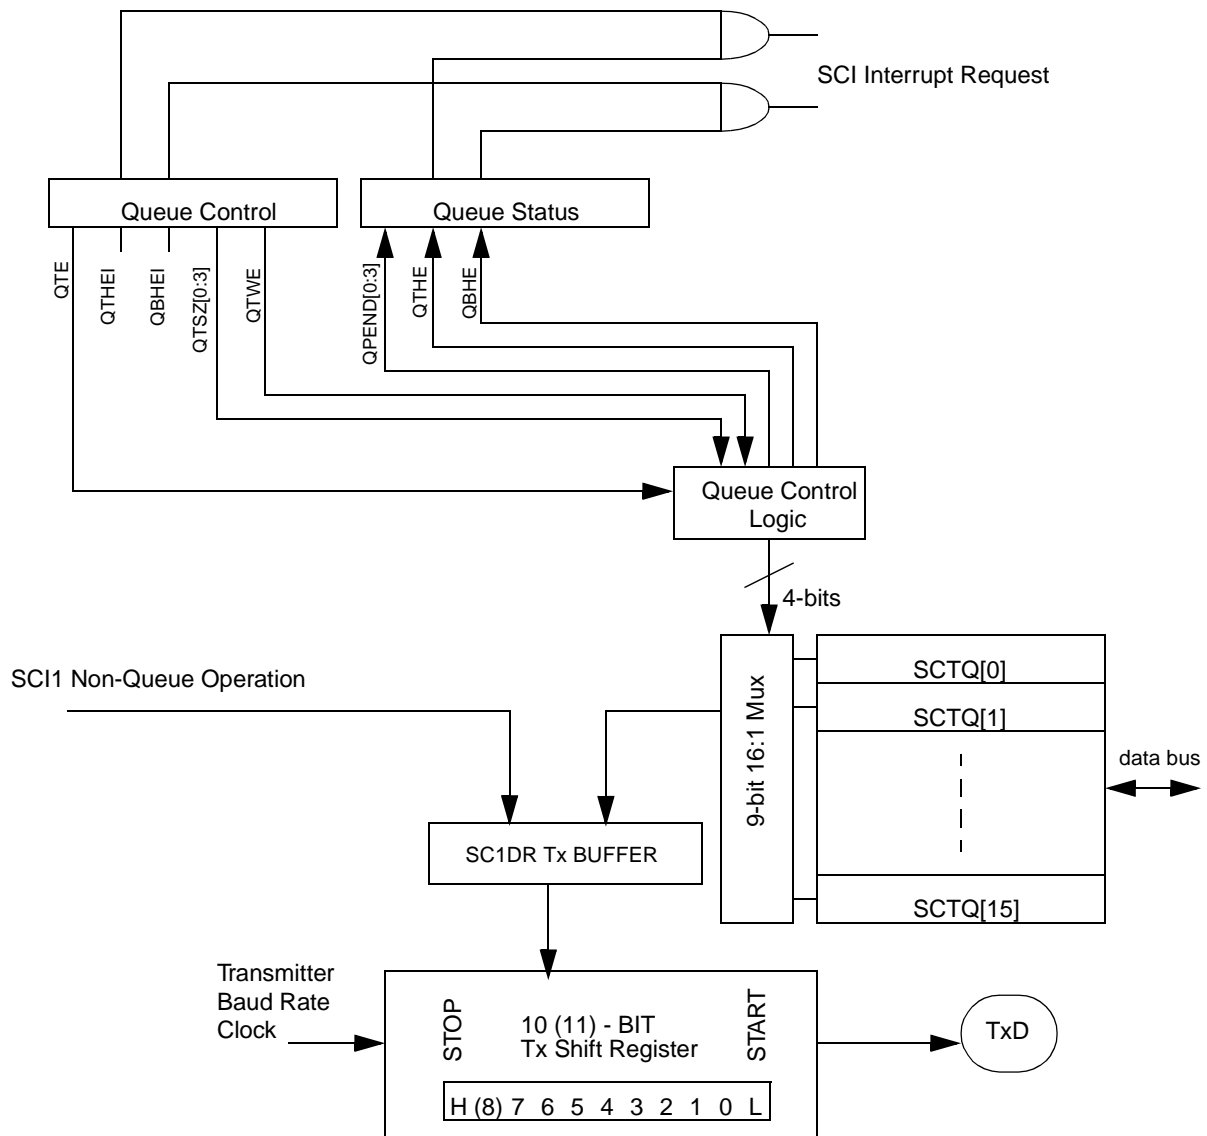 SCI Interrupt Request
Queue Control
Queue Status
QTE
QTHEI
QBHEI
QTSZ[0:3]
QTWE
QPEND[0:3]
QTHE
QBHE
Queue Control
Logic
4-bits
SCI1 Non-Queue Operation
9-bit 16:1 Mux
SCTQ[0]
SCTQ[1]
data bus
SC1DR Tx BUFFER
SCTQ[15]
Transmitter
Baud Rate
Clock
STOP
10 (11) - BIT
Tx Shift Register
START
TxD
H (8) 7 6 5 4 3 2 1 0 L